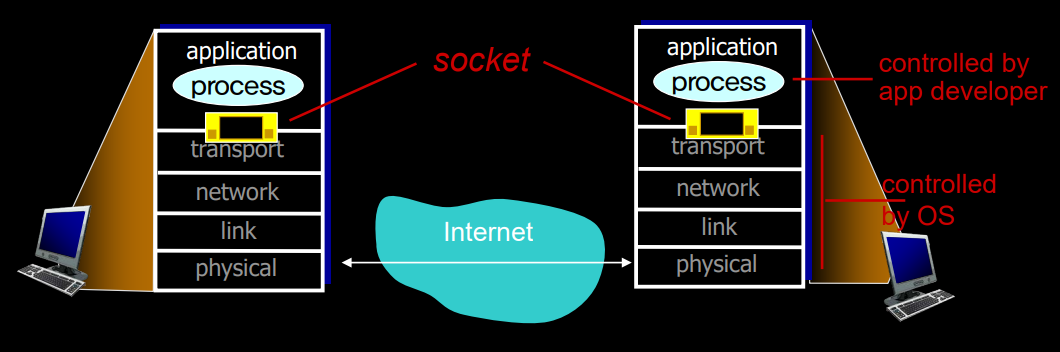 application
process
transport
network
link
physical
socket
Internet
application
process
transport
network
link
physical
controlled by
app developer
controlled
by OS